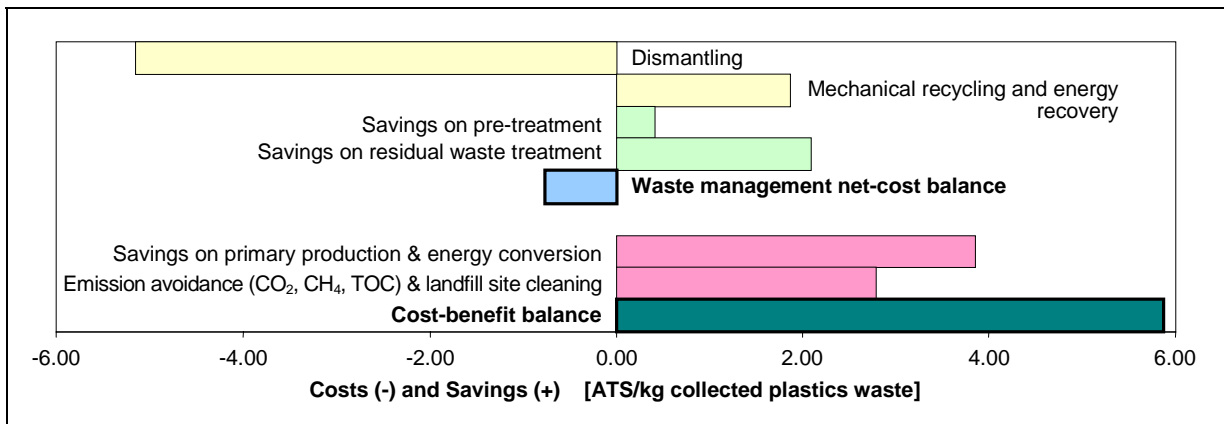 Dismantling
Mechanical recycling and energy
recovery
Savings on pre-treatment
Savings on residual waste treatment
Waste management net-cost balance
Savings on primary production & energy conversion
Emission avoidance (CO₂, CH₄, TOC) & landfill site cleaning
Cost-benefit balance
-6.00 -4.00 -2.00 0.00 2.00 4.00 6.00
Costs (-) and Savings (+) [ATS/kg collected plastics waste]